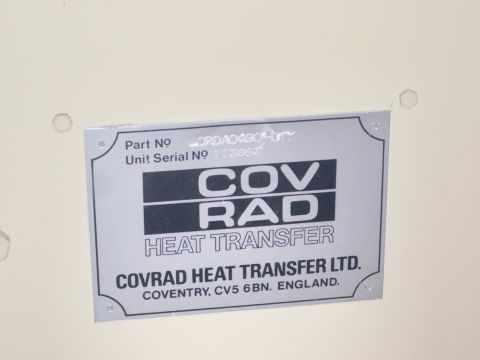 Part No
Unit Serial No
COV
RAD
HEAT TRANSFER
COVRAD HEAT TRANSFER LTD.
COVENTRY, CV5 6BN. ENGLAND.